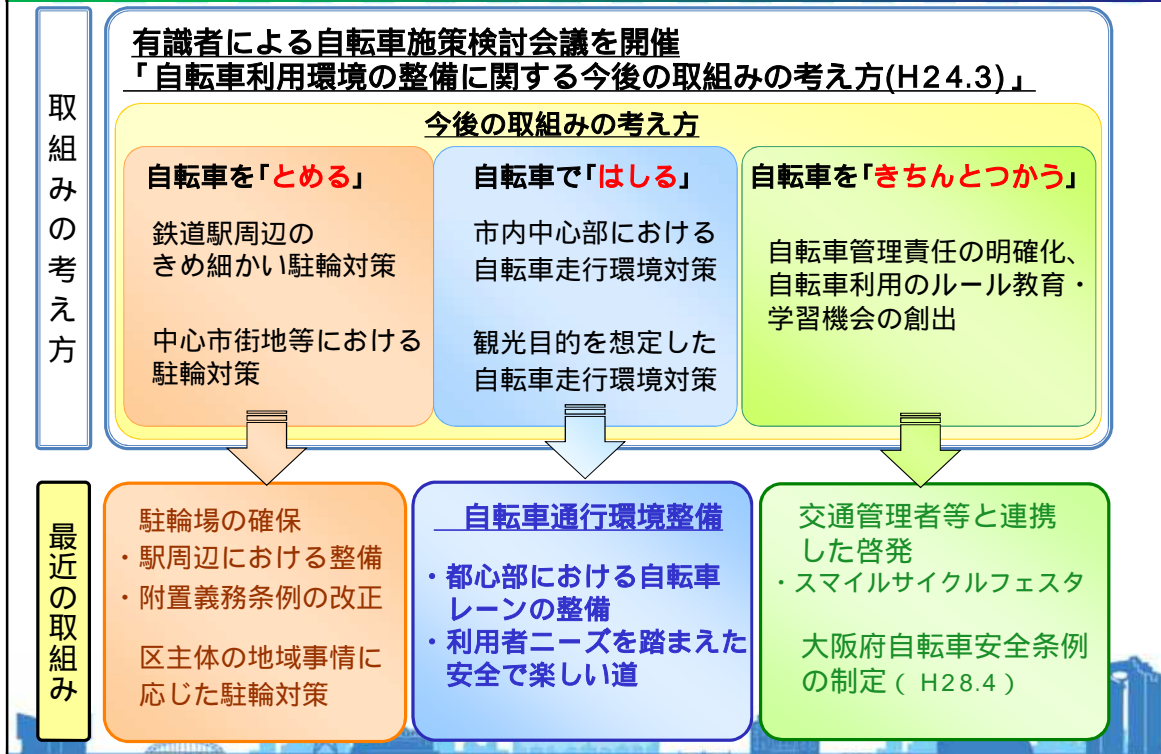 取組みの考え方
有識者による自転車施策検討会議を開催
「自転車利用環境の整備に関する今後の取組みの考え方(H24.3)」
今後の取組みの考え方
自転車を「とめる」
鉄道駅周辺の
きめ細かい駐輪対策
中心市街地等における
駐輪対策
自転車で「はしる」
市内中心部における
自転車走行環境対策
観光目的を想定した
自転車走行環境対策
自転車を「きちんとつかう」
自転車管理責任の明確化、
自転車利用のルール教育・
学習機会の創出
最近の取組み
駐輪場の確保
・駅周辺における整備
・附置義務条例の改正
区主体の地域事情に
応じた駐輪対策
自転車通行環境整備
・都心部における自転車
レーンの整備
・利用者ニーズを踏まえた
安全で楽しい道
交通管理者等と連携
した啓発
・スマイルサイクルフェスタ
大阪府自転車安全条例
の制定（H28.4）